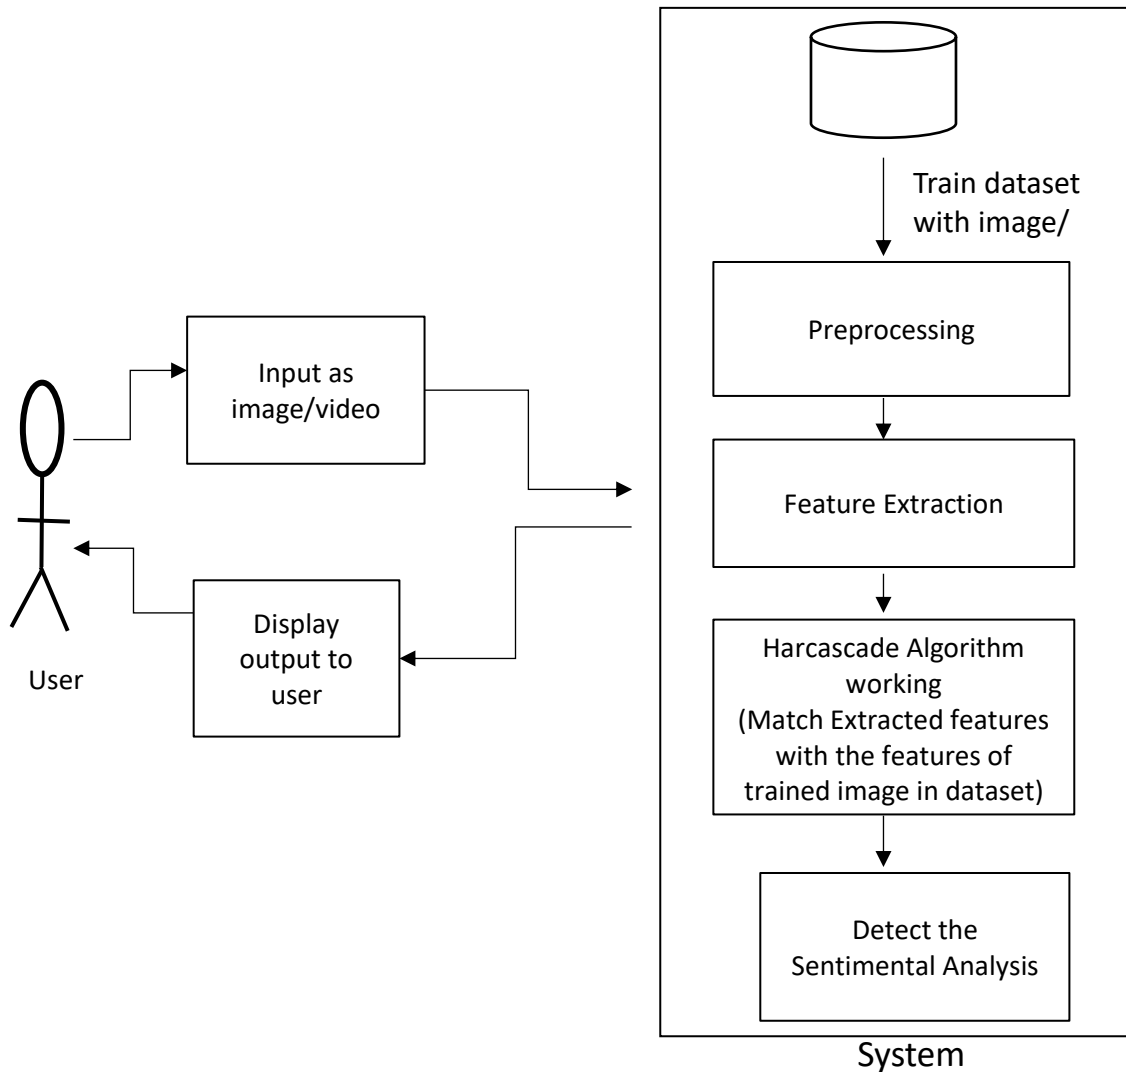 Train dataset
with image/
Preprocessing
Input as
image/video
Feature Extraction
Display
output to
user
User
Harcascade Algorithm
working
(Match Extracted features
with the features of
trained image in dataset)
Detect the
Sentimental Analysis
System